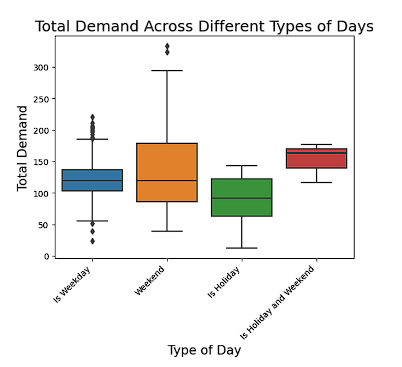 Total Demand Across Different Types of Days
Total Demand
300
250
200
150
100
50
0
Is Weekday
Weekend
Is Holiday
Is Holiday and Weekend
Type of Day